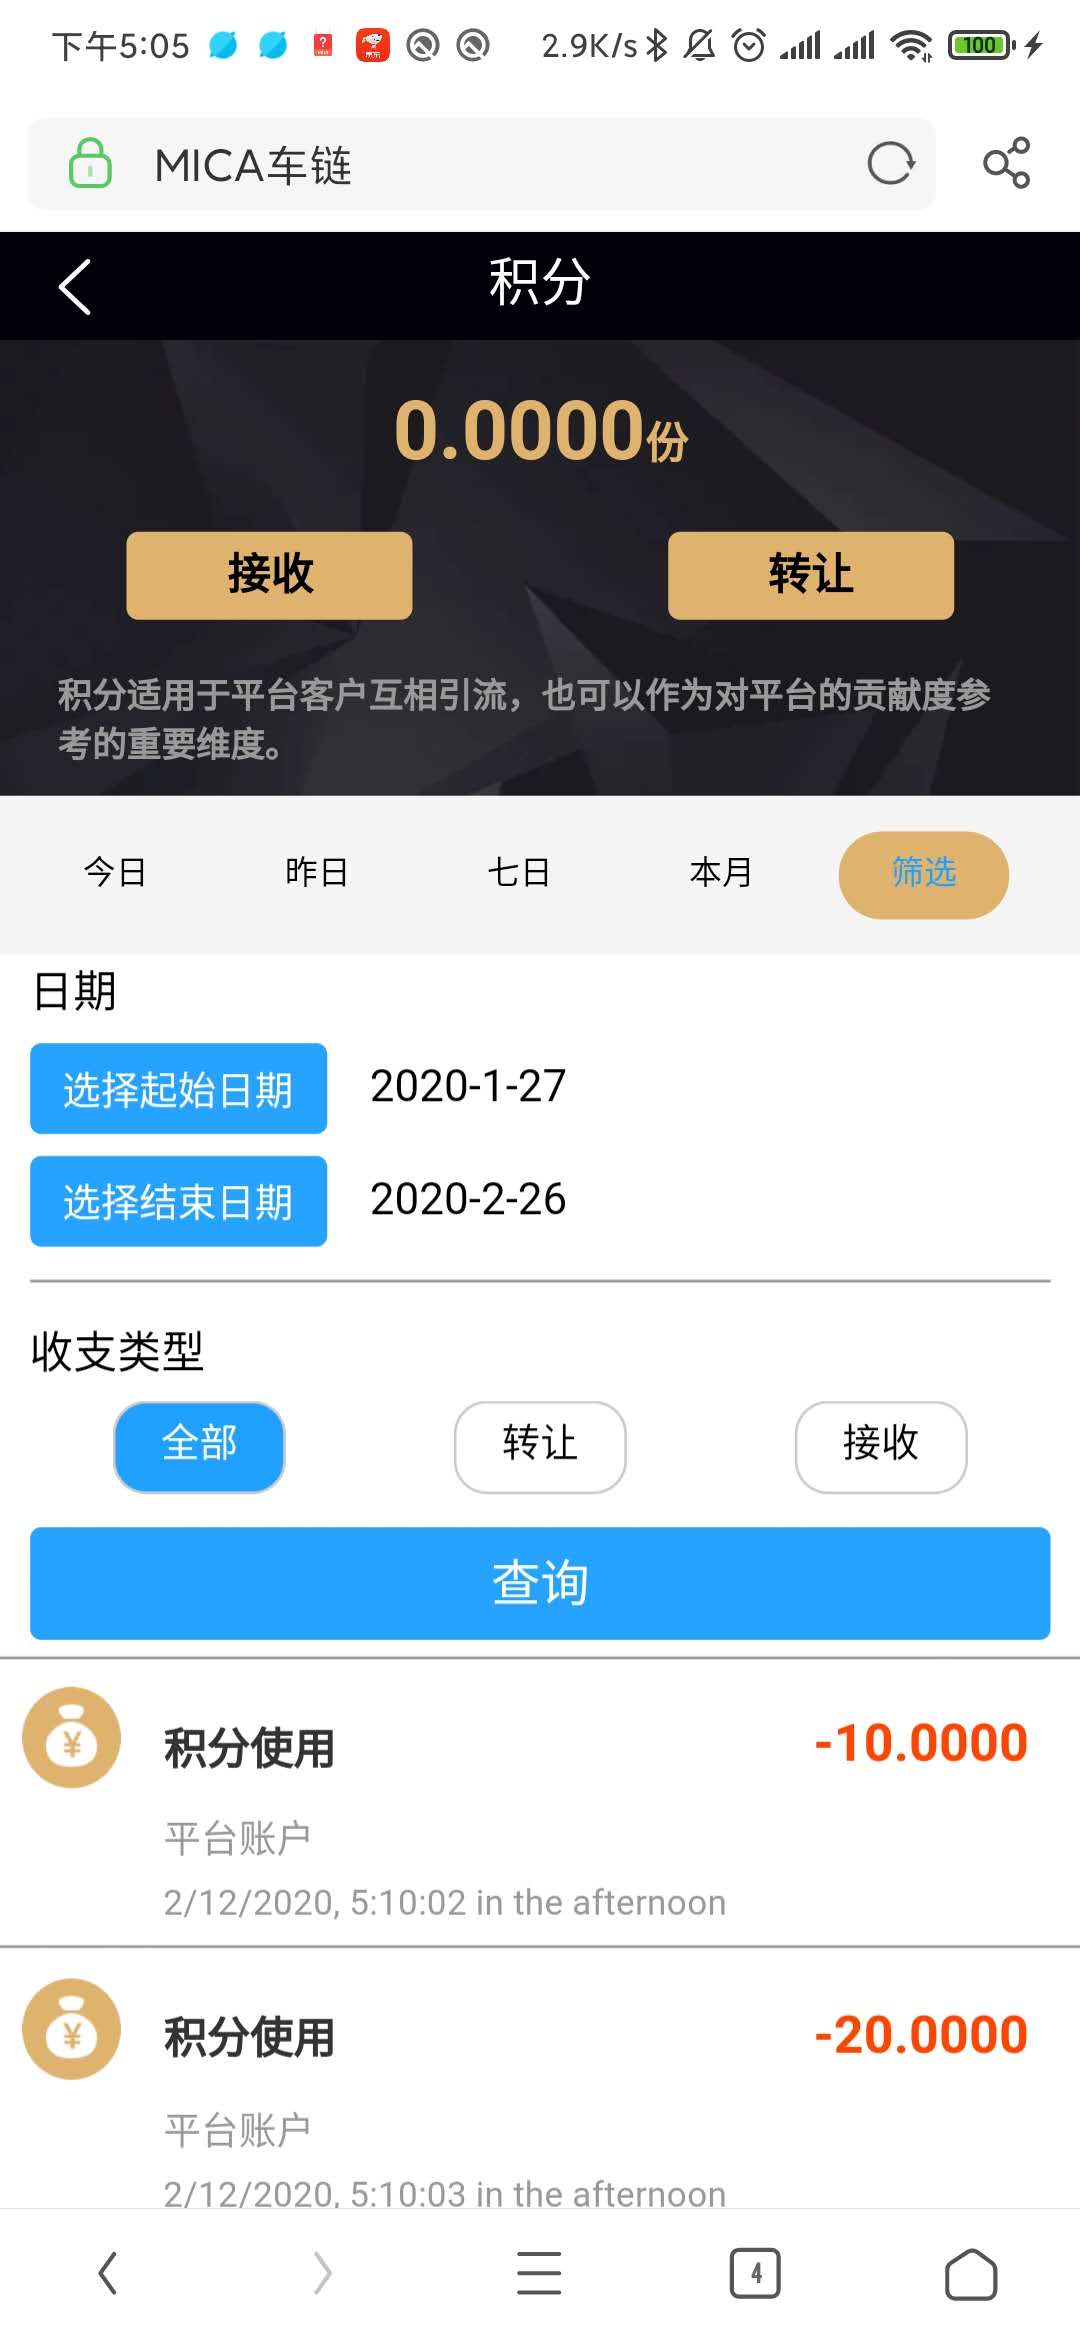 下午5:05 2.9K/s 100
MICA车链
积分
0.0000份
接收 转让
积分适用于平台客户互相引流，也可以作为对平台的贡献度参
考的重要维度。
今日 昨日 七日 本月 筛选
日期
选择起始日期 2020-1-27
选择结束日期 2020-2-26
收支类型
全部 转让 接收
查询
积分使用 -10.0000
平台账户
2/12/2020, 5:10:02 in the afternoon
积分使用 -20.0000
平台账户
2/12/2020, 5:10:03 in the afternoon
4